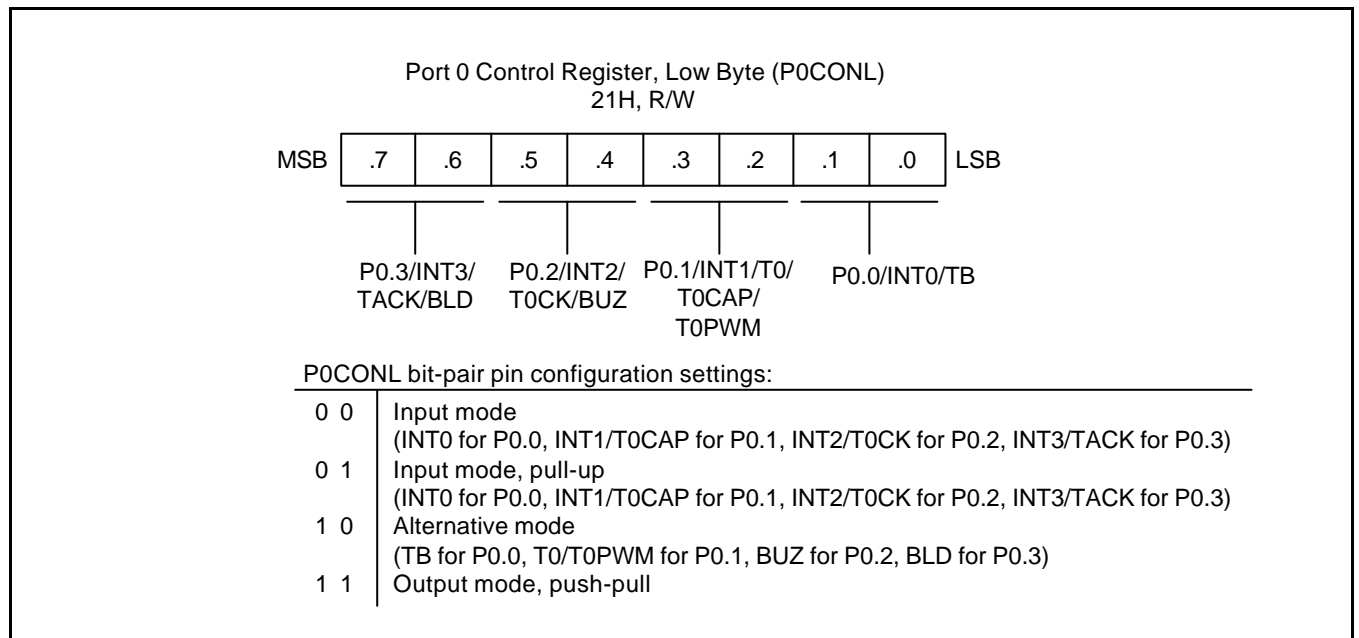 Port 0 Control Register, Low Byte (P0CONL)
21H, R/W
MSB .7 .6 .5 .4 .3 .2 .1 .0 LSB
P0.3/INT3/
TACK/BLD
P0.2/INT2/
T0CK/BUZ
P0.1/INT1/T0/
T0CAP/
T0PWM
P0.0/INT0/TB
P0CONL bit-pair pin configuration settings:
0 0 Input mode
(INT0 for P0.0, INT1/T0CAP for P0.1, INT2/T0CK for P0.2, INT3/TACK for P0.3)
0 1 Input mode, pull-up
(INT0 for P0.0, INT1/T0CAP for P0.1, INT2/T0CK for P0.2, INT3/TACK for P0.3)
1 0 Alternative mode
(TB for P0.0, T0/T0PWM for P0.1, BUZ for P0.2, BLD for P0.3)
1 1 Output mode, push-pull